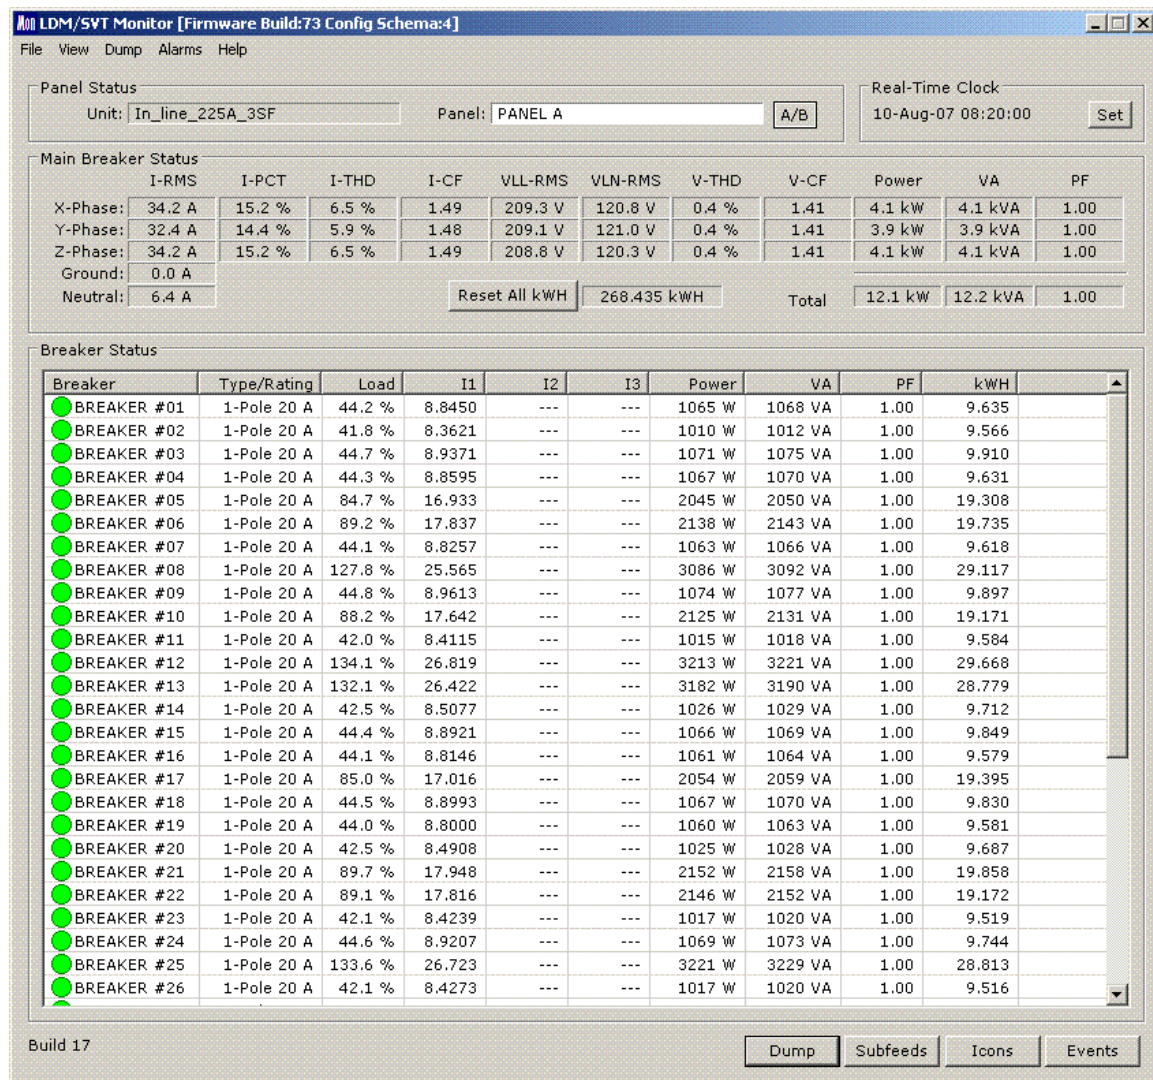 Mon LDM/SVT Monitor [Firmware Build:73 Config Schema:4]
File View Dump Alarms Help
Panel Status
Unit: In_line_225A_3SF Panel: PANEL A A/B
Real-Time Clock
10-Aug-07 08:20:00 Set
Main Breaker Status
I-RMS I-PCT I-THD I-CF VLL-RMS VLN-RMS V-THD V-CF Power VA PF
X-Phase: 34.2 A 15.2 % 6.5 % 1.49 209.3 V 120.8 V 0.4 % 1.41 4.1 kW 4.1 kVA 1.00
Y-Phase: 32.4 A 14.4 % 5.9 % 1.48 209.1 V 121.0 V 0.4 % 1.41 3.9 kW 3.9 kVA 1.00
Z-Phase: 34.2 A 15.2 % 6.5 % 1.49 208.8 V 120.3 V 0.4 % 1.41 4.1 kW 4.1 kVA 1.00
Ground: 0.0 A
Neutral: 6.4 A Reset All kWH 268.435 kWH Total 12.1 kW 12.2 kVA 1.00
Breaker Status
Breaker Type/Rating Load I1 I2 I3 Power VA PF kWH
BREAKER #01 1-Pole 20 A 44.2 % 8.8450 --- --- 1065 W 1068 VA 1.00 9.635
BREAKER #02 1-Pole 20 A 41.8 % 8.3621 --- --- 1010 W 1012 VA 1.00 9.566
BREAKER #03 1-Pole 20 A 44.7 % 8.9371 --- --- 1071 W 1075 VA 1.00 9.910
BREAKER #04 1-Pole 20 A 44.3 % 8.8595 --- --- 1067 W 1070 VA 1.00 9.631
BREAKER #05 1-Pole 20 A 84.7 % 16.933 --- --- 2045 W 2050 VA 1.00 19.308
BREAKER #06 1-Pole 20 A 89.2 % 17.837 --- --- 2138 W 2143 VA 1.00 19.735
BREAKER #07 1-Pole 20 A 44.1 % 8.8257 --- --- 1063 W 1066 VA 1.00 9.618
BREAKER #08 1-Pole 20 A 127.8 % 25.565 --- --- 3086 W 3092 VA 1.00 29.117
BREAKER #09 1-Pole 20 A 44.8 % 8.9613 --- --- 1074 W 1077 VA 1.00 9.897
BREAKER #10 1-Pole 20 A 88.2 % 17.642 --- --- 2125 W 2131 VA 1.00 19.171
BREAKER #11 1-Pole 20 A 42.0 % 8.4115 --- --- 1015 W 1018 VA 1.00 9.584
BREAKER #12 1-Pole 20 A 134.1 % 26.819 --- --- 3213 W 3221 VA 1.00 29.668
BREAKER #13 1-Pole 20 A 132.1 % 26.422 --- --- 3182 W 3190 VA 1.00 28.779
BREAKER #14 1-Pole 20 A 42.5 % 8.5077 --- --- 1026 W 1029 VA 1.00 9.712
BREAKER #15 1-Pole 20 A 44.4 % 8.8921 --- --- 1066 W 1069 VA 1.00 9.849
BREAKER #16 1-Pole 20 A 44.1 % 8.8146 --- --- 1061 W 1064 VA 1.00 9.579
BREAKER #17 1-Pole 20 A 85.0 % 17.016 --- --- 2054 W 2059 VA 1.00 19.395
BREAKER #18 1-Pole 20 A 44.5 % 8.8993 --- --- 1067 W 1070 VA 1.00 9.830
BREAKER #19 1-Pole 20 A 44.0 % 8.8000 --- --- 1060 W 1063 VA 1.00 9.581
BREAKER #20 1-Pole 20 A 42.5 % 8.4908 --- --- 1025 W 1028 VA 1.00 9.687
BREAKER #21 1-Pole 20 A 89.7 % 17.948 --- --- 2152 W 2158 VA 1.00 19.858
BREAKER #22 1-Pole 20 A 89.1 % 17.816 --- --- 2146 W 2152 VA 1.00 19.172
BREAKER #23 1-Pole 20 A 42.1 % 8.4239 --- --- 1017 W 1020 VA 1.00 9.519
BREAKER #24 1-Pole 20 A 44.6 % 8.9207 --- --- 1069 W 1073 VA 1.00 9.744
BREAKER #25 1-Pole 20 A 133.6 % 26.723 --- --- 3221 W 3229 VA 1.00 28.813
BREAKER #26 1-Pole 20 A 42.1 % 8.4273 --- --- 1017 W 1020 VA 1.00 9.516
Build 17 Dump Subfeeds Icons Events